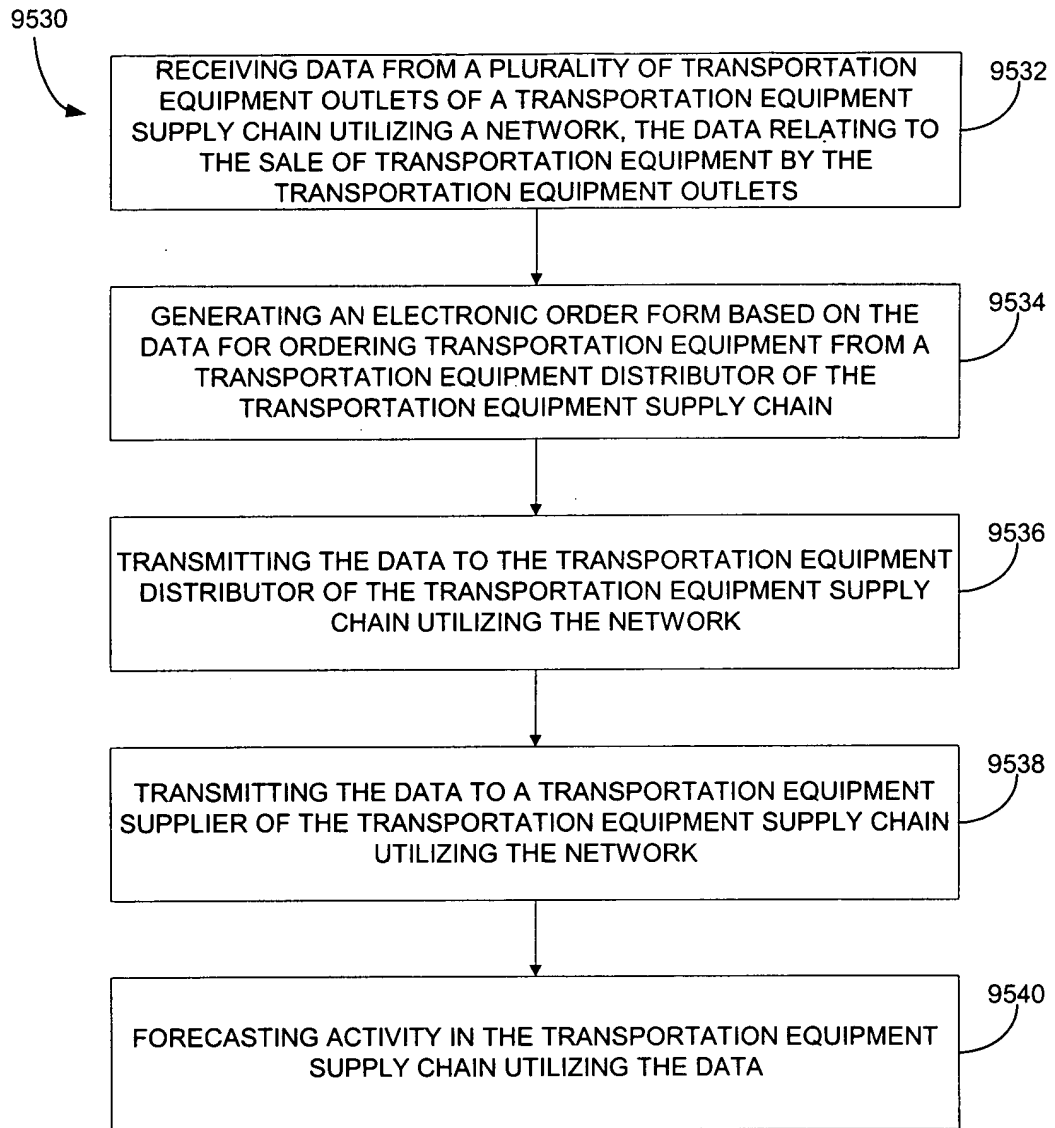 9530
RECEIVING DATA FROM A PLURALITY OF TRANSPORTATION
EQUIPMENT OUTLETS OF A TRANSPORTATION EQUIPMENT
SUPPLY CHAIN UTILIZING A NETWORK, THE DATA RELATING TO
THE SALE OF TRANSPORTATION EQUIPMENT BY THE
TRANSPORTATION EQUIPMENT OUTLETS
9532
GENERATING AN ELECTRONIC ORDER FORM BASED ON THE
DATA FOR ORDERING TRANSPORTATION EQUIPMENT FROM A
TRANSPORTATION EQUIPMENT DISTRIBUTOR OF THE
TRANSPORTATION EQUIPMENT SUPPLY CHAIN
9534
TRANSMITTING THE DATA TO THE TRANSPORTATION EQUIPMENT
DISTRIBUTOR OF THE TRANSPORTATION EQUIPMENT SUPPLY
CHAIN UTILIZING THE NETWORK
9536
TRANSMITTING THE DATA TO A TRANSPORTATION EQUIPMENT
SUPPLIER OF THE TRANSPORTATION EQUIPMENT SUPPLY CHAIN
UTILIZING THE NETWORK
9538
FORECASTING ACTIVITY IN THE TRANSPORTATION EQUIPMENT
SUPPLY CHAIN UTILIZING THE DATA
9540